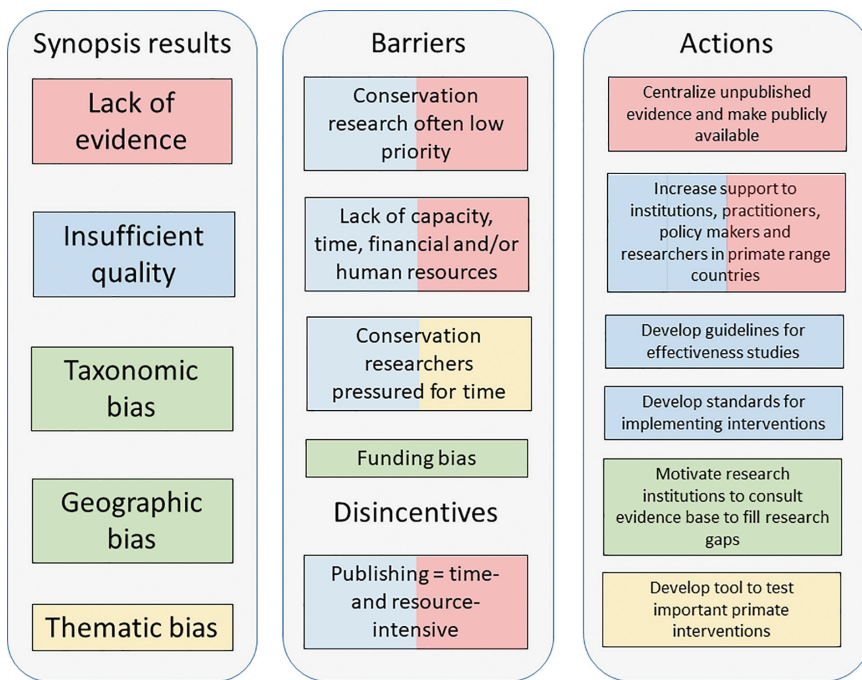 Synopsis results
Lack of
evidence
Insufficient
quality
Taxonomic
bias
Geographic
bias
Thematic bias
Barriers
Conservation
research often low
priority
Lack of capacity,
time, financial and/or
human resources
Conservation
researchers
pressured for time
Funding bias
Disincentives
Publishing = time-
and resource-
intensive
Actions
Centralize unpublished
evidence and make publicly
available
Increase support to
institutions, practitioners,
policy makers and
researchers in primate range
countries
Develop guidelines for
effectiveness studies
Develop standards for
implementing interventions
Motivate research
institutions to consult
evidence base to fill research
gaps
Develop tool to test
important primate
interventions